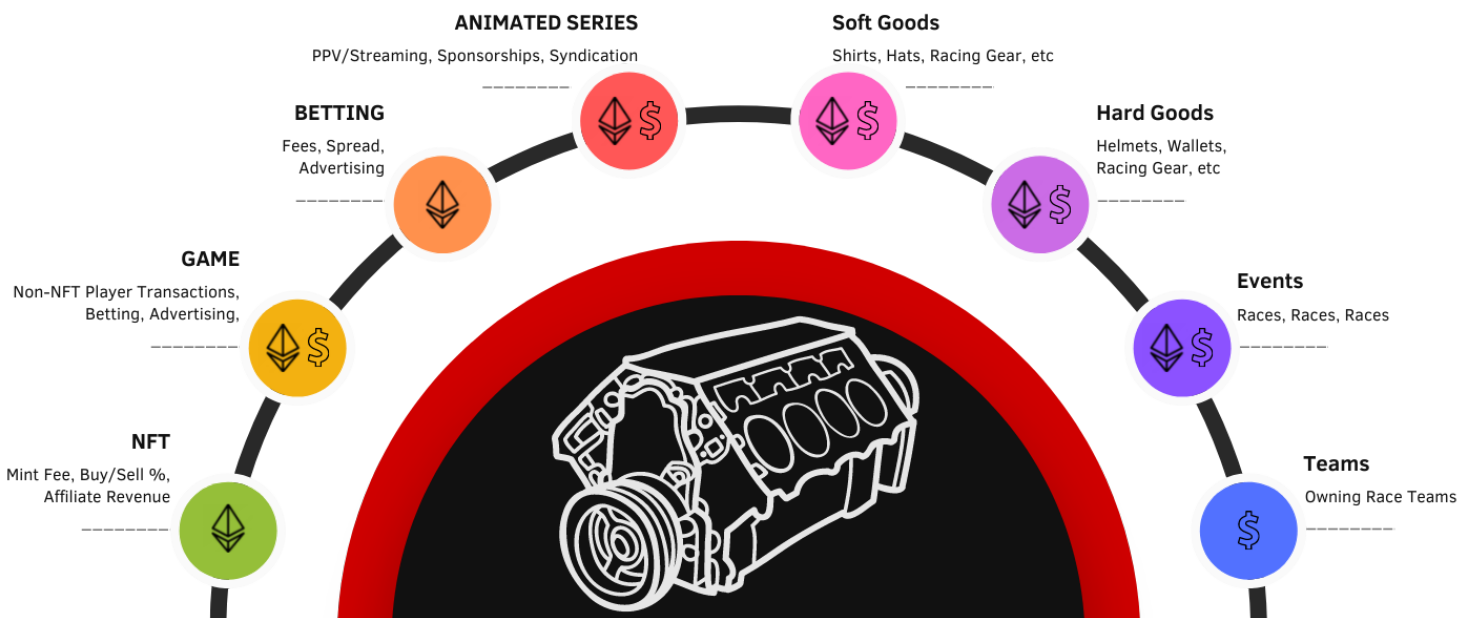 ANIMATED SERIES
PPV/Streaming, Sponsorships, Syndication
Soft Goods
Shirts, Hats, Racing Gear, etc
BETTING
Fees, Spread,
Advertising
Hard Goods
Helmets, Wallets,
Racing Gear, etc
GAME
Non-NFT Player Transactions,
Betting, Advertising,
Events
Races, Races, Races
NFT
Mint Fee, Buy/Sell %,
Affiliate Revenue
Teams
Owning Race Teams
$
$
$
$
$
$